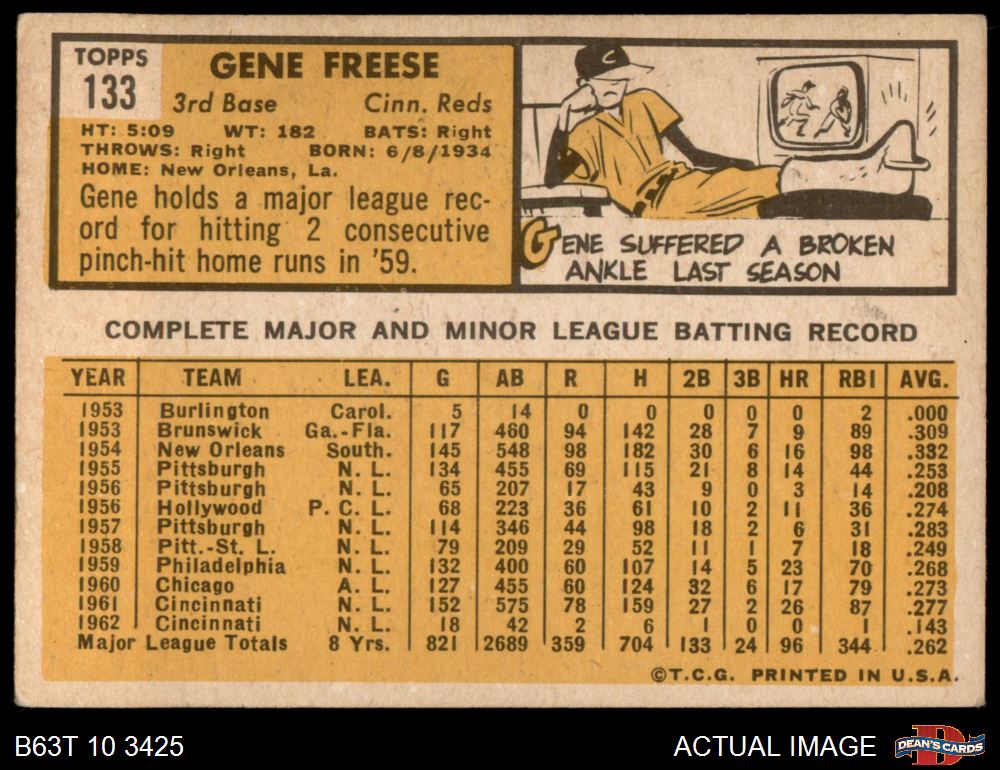 TOPPS
133
GENE FREESE
3rd Base Cinn. Reds
HT: 5:09 WT: 182 BATS: Right
THROWS: Right BORN: 6/8/1934
HOME: New Orleans, La.
Gene holds a major league rec-
ord for hitting 2 consecutive
pinch-hit home runs in '59.
C
GENE SUFFERED A BROKEN
ANKLE LAST SEASON
COMPLETE MAJOR AND MINOR LEAGUE BATTING RECORD
YEAR TEAM LEA. G AB R H 2B 3B HR RBI AVG.
1953 Burlington Carol. 5 14 0 0 0 0 0 2 .000
1953 Brunswick Ga.-Fla. 117 460 94 142 28 7 9 89 .309
1954 New Orleans South. 145 548 98 182 30 6 16 98 .332
1955 Pittsburgh N. L. 134 455 69 115 21 8 14 44 .253
1956 Pittsburgh N. L. 65 207 17 43 9 0 3 14 .208
1956 Hollywood P. C. L. 68 223 36 61 10 2 11 36 .274
1957 Pittsburgh N. L. 114 346 44 98 18 2 6 31 .283
1958 Pitt.-St. L. N. L. 79 209 29 52 11 1 7 18 .249
1959 Philadelphia N. L. 132 400 60 107 14 5 23 70 .268
1960 Chicago A. L. 127 455 60 124 32 6 17 79 .273
1961 Cincinnati N. L. 152 575 78 159 27 2 26 87 .277
1962 Cincinnati N. L. 18 42 2 6 1 0 0 1 .143
Major League Totals 8 Yrs. 821 2689 359 704 133 24 96 344 .262
©T.C.G. PRINTED IN U.S.A.
B63T 10 3425
ACTUAL IMAGE
DEAN'S CARDS